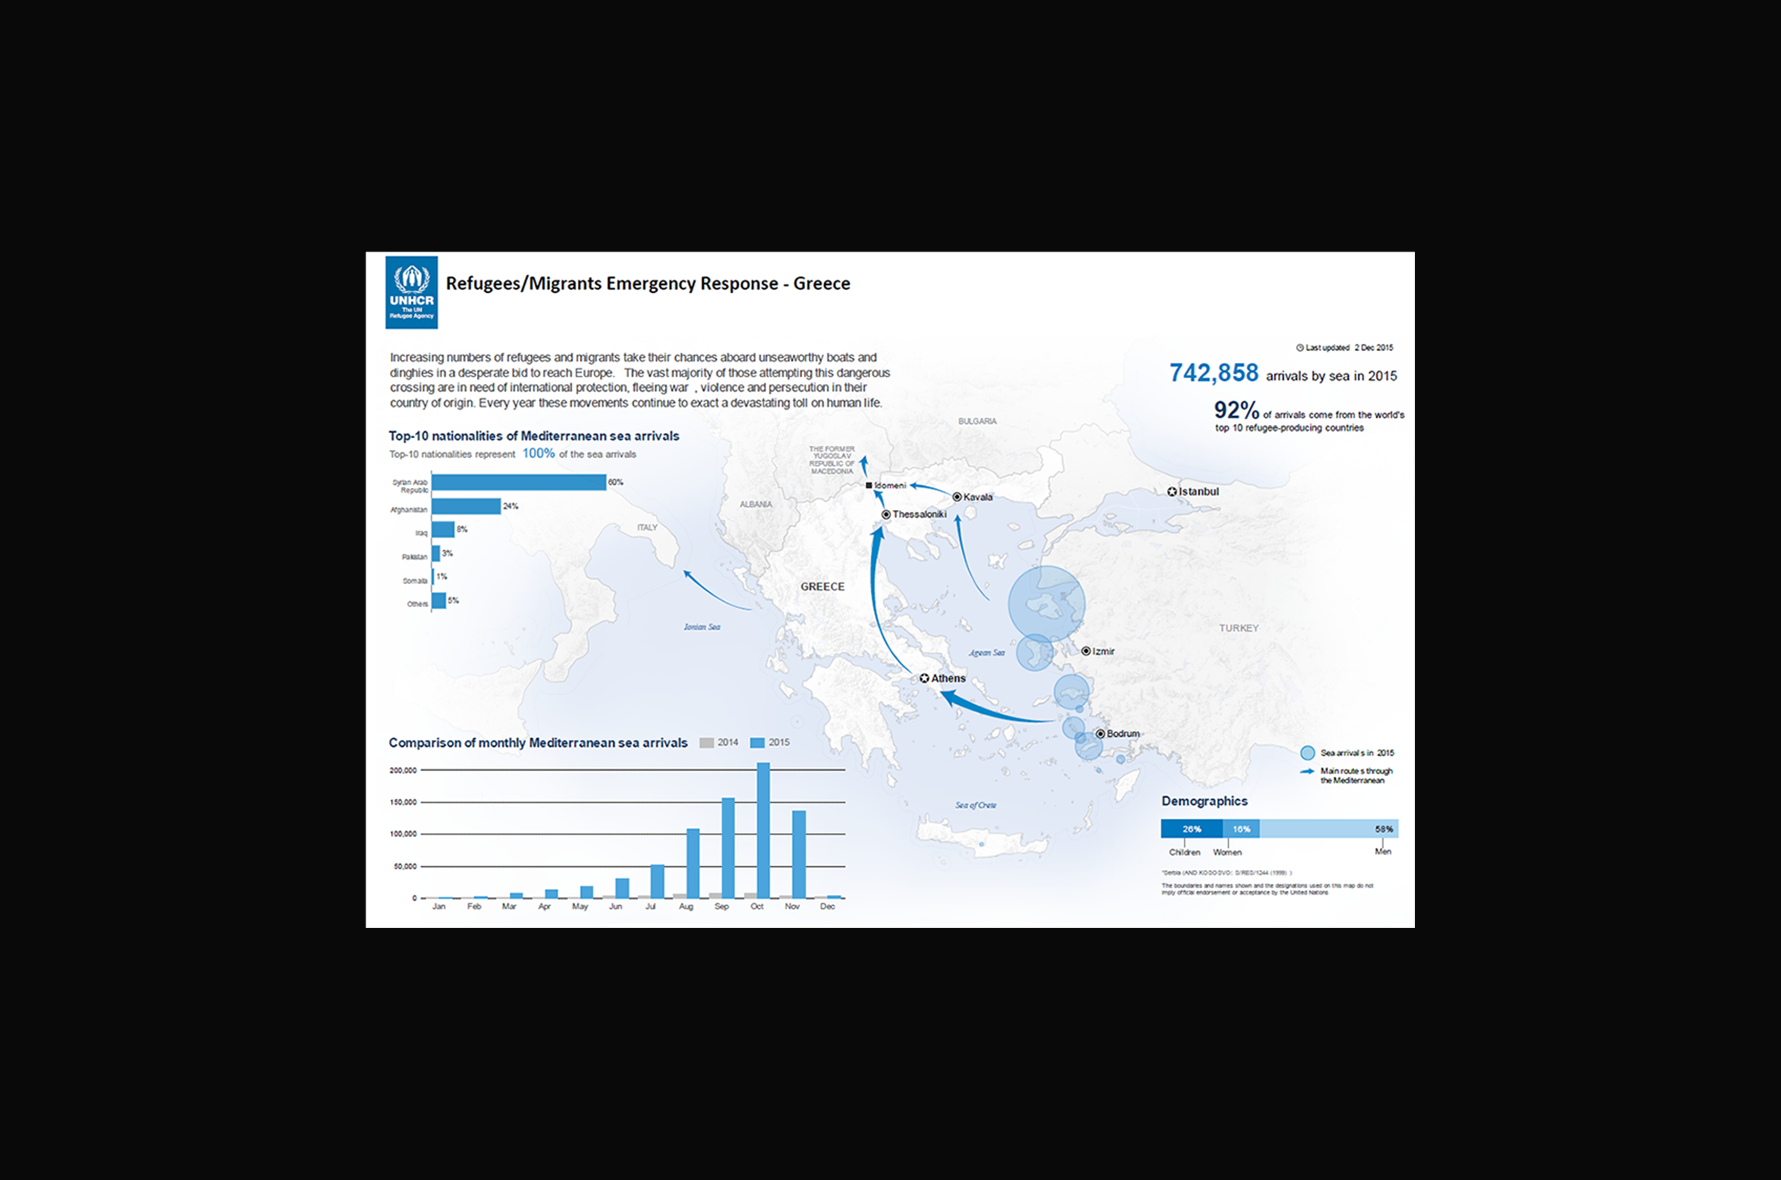 UNHCR
The UN
Refugee Agency
Refugees/Migrants Emergency Response - Greece
Increasing numbers of refugees and migrants take their chances aboard unseaworthy boats and
dinghies in a desperate bid to reach Europe. The vast majority of those attempting this dangerous
crossing are in need of international protection, fleeing war , violence and persecution in their
country of origin. Every year these movements continue to exact a devastating toll on human life.
Last updated 2 Dec 2015
742,858 arrivals by sea in 2015
92% of arrivals come from the world's
top 10 refugee-producing countries
Top-10 nationalities of Mediterranean sea arrivals
Top-10 nationalities represent 100% of the sea arrivals
Syrian Arab
Republic
60%
Afghanistan
24%
Iraq
8%
Pakistan
3%
Somalia
1%
Others
5%
BULGARIA
THE FORMER
YUGOSLAV
REPUBLIC OF
MACEDONIA
Idomeni
Kavala
Istanbul
ALBANIA
Thessaloniki
ITALY
GREECE
Ionian Sea
TURKEY
Agean Sea
Izmir
Athens
Bodrum
Sea of Crete
Comparison of monthly Mediterranean sea arrivals 2014 2015
200,000
150,000
100,000
50,000
0
Jan Feb Mar Apr May Jun Jul Aug Sep Oct Nov Dec
Sea arrivals in 2015
Main routes through
the Mediterranean
Demographics
26% 16% 58%
Children Women Men
*Serbia (AND KOSOSVO: S/RES/1244 (1999) )
The boundaries and names shown and the designations used on this map do not
imply official endorsement or acceptance by the United Nations